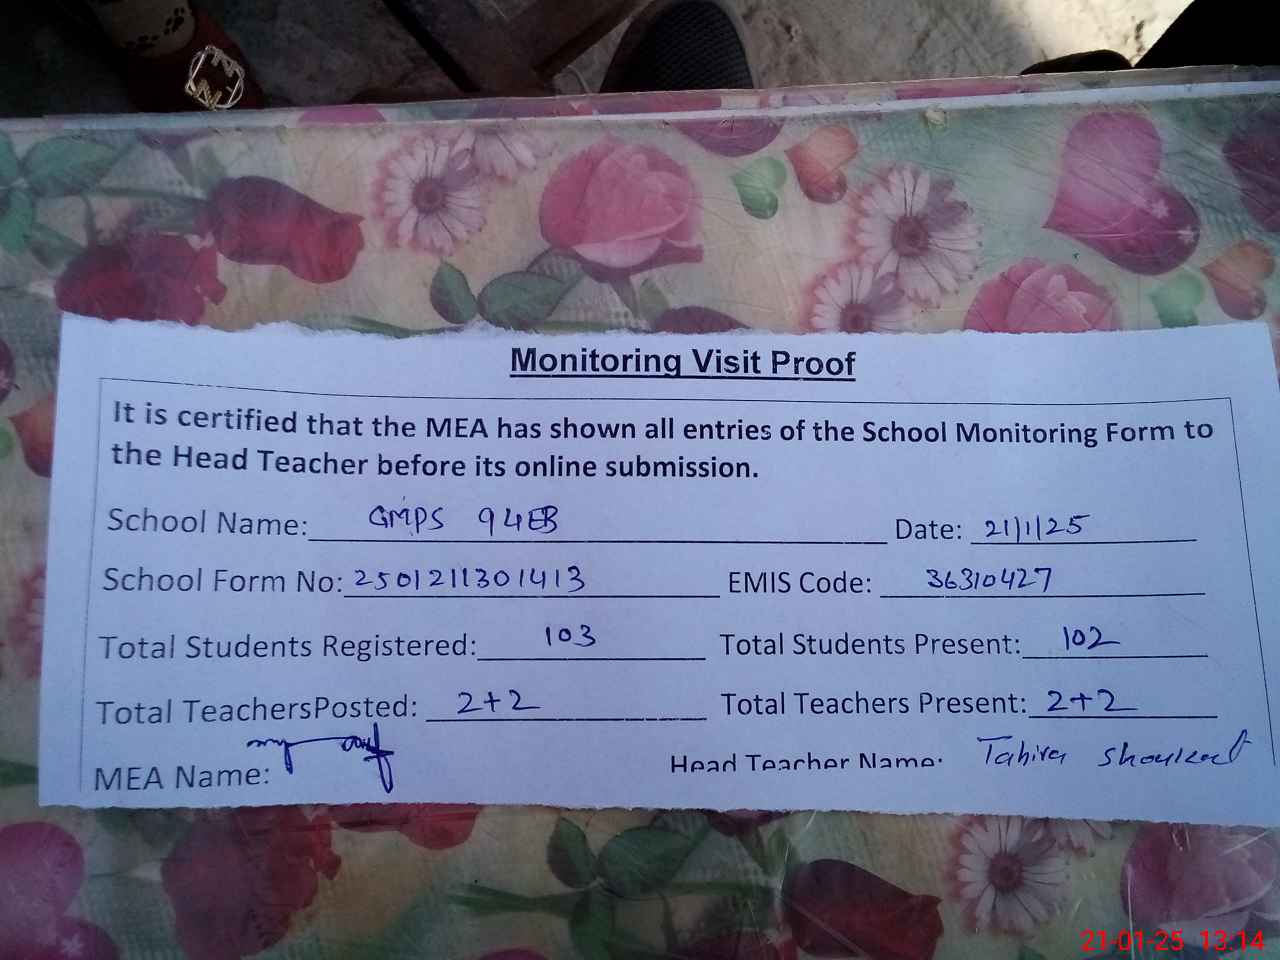 Monitoring Visit Proof
It is certified that the MEA has shown all entries of the School Monitoring Form to
the Head Teacher before its online submission.
School Name: GMPS 94EB Date: 21/1/25
School Form No: 2501211301413 EMIS Code: 36310427
Total Students Registered: 103 Total Students Present: 102
Total TeachersPosted: 2+2 Total Teachers Present: 2+2
MEA Name: Head Teacher Name: Tahira Shoukat
21-01-25 13:14